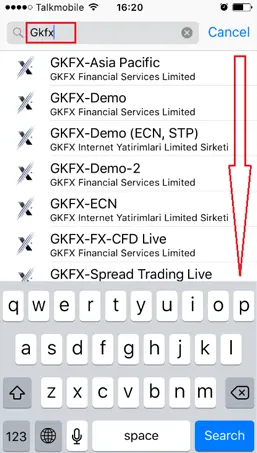 Talkmobile 16:20
Gkfx Cancel
GKFX-Asia Pacific
GKFX Financial Services Limited
GKFX-Demo
GKFX Financial Services Limited
GKFX-Demo (ECN, STP)
GKFX Internet Yatirimlari Limited Sirketi
GKFX-Demo-2
GKFX Financial Services Limited
GKFX-ECN
GKFX Internet Yatirimlari Limited Sirketi
GKFX-FX-CFD Live
GKFX Financial Services Limited
GKFX-Spread Trading Live
q w e r t y u i o p
a s d f g h j k l
z x c v b n m
123 space Search